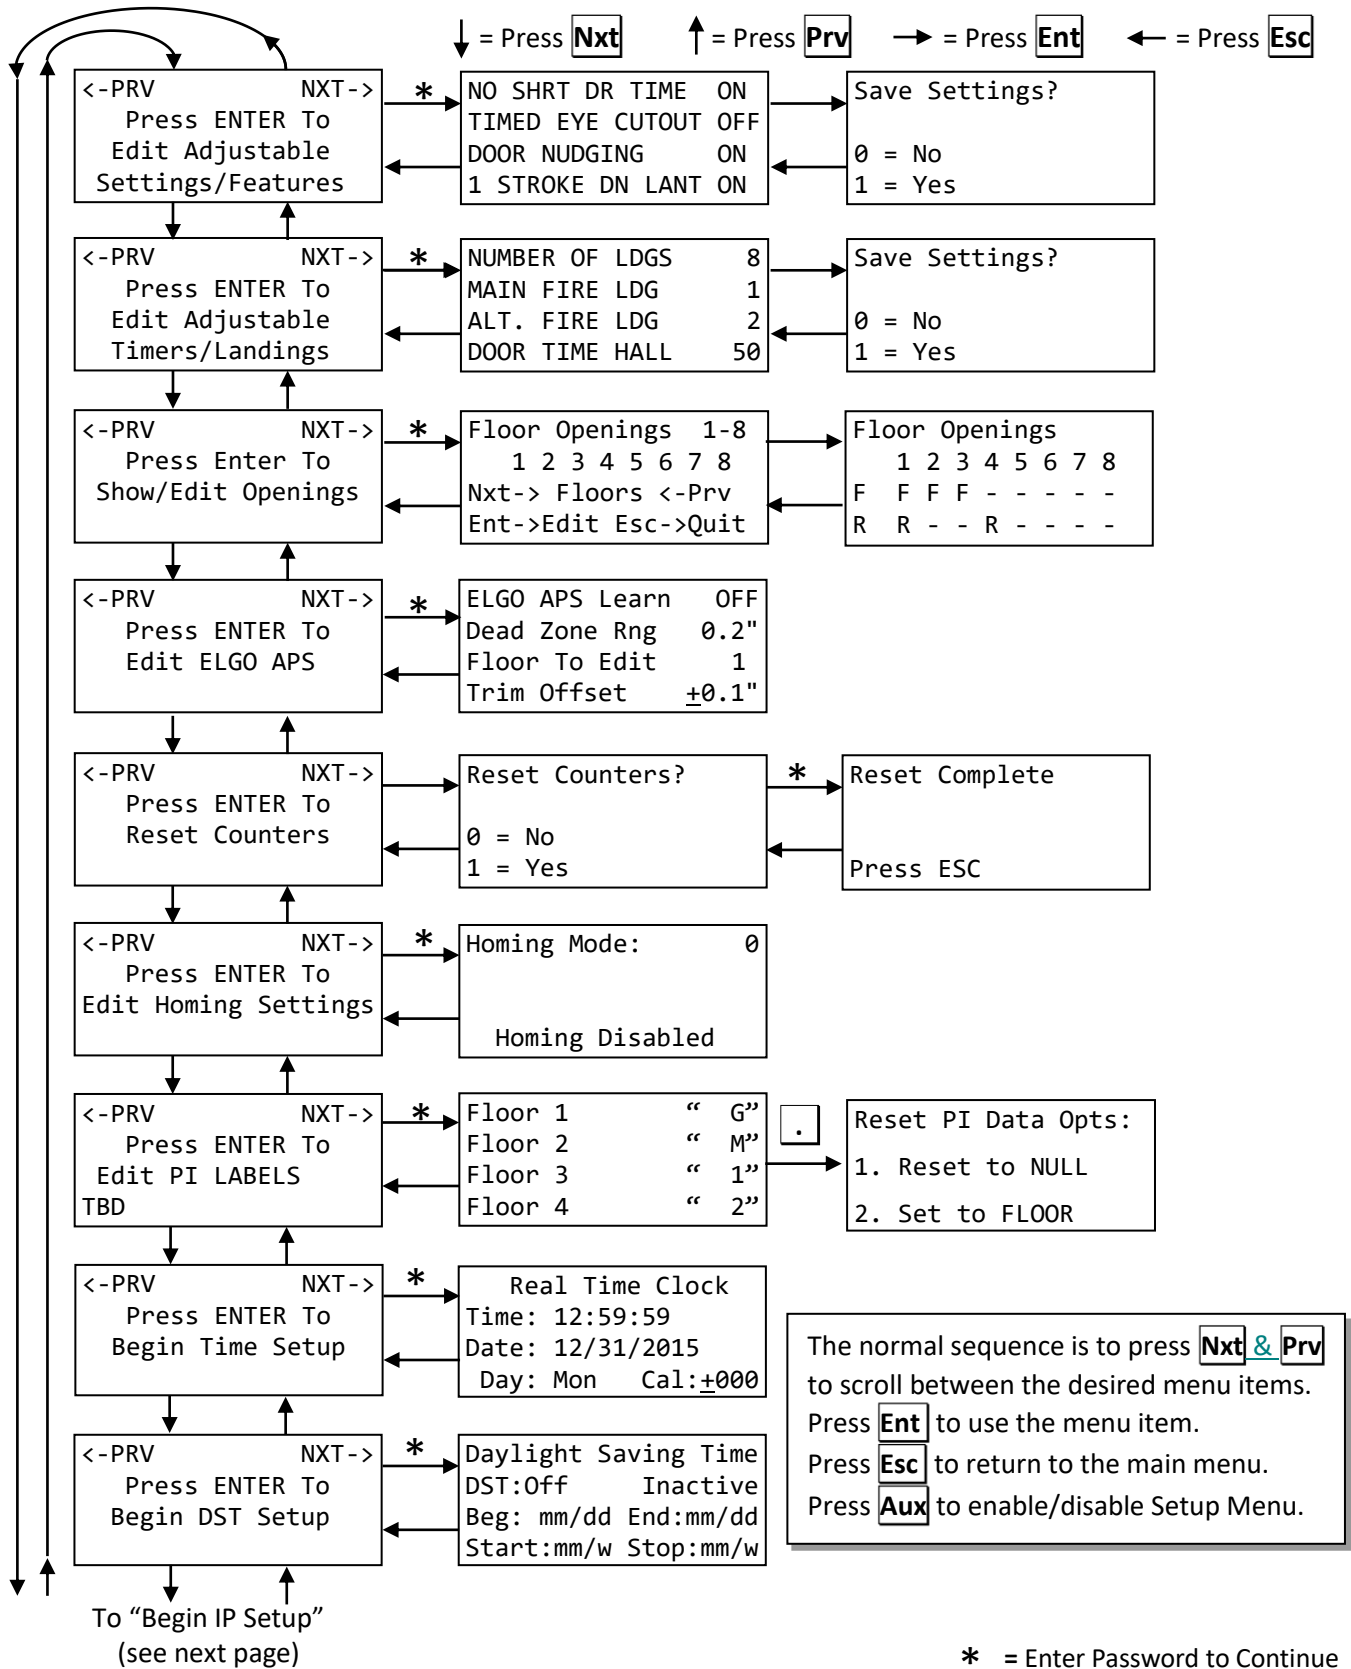 = Press Nxt = Press Prv = Press Ent = Press Esc
<-PRV NXT->
Press ENTER To
Edit Adjustable
Settings/Features
*
NO SHRT DR TIME ON
TIMED EYE CUTOUT OFF
DOOR NUDGING ON
1 STROKE DN LANT ON
Save Settings?
0 = No
1 = Yes
<-PRV NXT->
Press ENTER To
Edit Adjustable
Timers/Landings
*
NUMBER OF LDGS 8
MAIN FIRE LDG 1
ALT. FIRE LDG 2
DOOR TIME HALL 50
Save Settings?
0 = No
1 = Yes
<-PRV NXT->
Press Enter To
Show/Edit Openings
*
Floor Openings 1-8
1 2 3 4 5 6 7 8
Nxt-> Floors <-Prv
Ent->Edit Esc->Quit
Floor Openings
1 2 3 4 5 6 7 8
F F F F - - - - -
R R - - R - - - -
<-PRV NXT->
Press ENTER To
Edit ELGO APS
*
ELGO APS Learn OFF
Dead Zone Rng 0.2"
Floor To Edit 1
Trim Offset ±0.1"
<-PRV NXT->
Press ENTER To
Reset Counters
Reset Counters?
0 = No
1 = Yes
*
Reset Complete
Press ESC
<-PRV NXT->
Press ENTER To
Edit Homing Settings
*
Homing Mode: 0
Homing Disabled
<-PRV NXT->
Press ENTER To
Edit PI LABELS
TBD
*
Floor 1 “ G”
Floor 2 “ M”
Floor 3 “ 1”
Floor 4 “ 2”
.
Reset PI Data Opts:
1. Reset to NULL
2. Set to FLOOR
<-PRV NXT->
Press ENTER To
Begin Time Setup
*
Real Time Clock
Time: 12:59:59
Date: 12/31/2015
Day: Mon Cal:±000
The normal sequence is to press Nxt & Prv
to scroll between the desired menu items.
Press Ent to use the menu item.
Press Esc to return to the main menu.
Press Aux to enable/disable Setup Menu.
<-PRV NXT->
Press ENTER To
Begin DST Setup
*
Daylight Saving Time
DST:Off Inactive
Beg: mm/dd End:mm/dd
Start:mm/w Stop:mm/w
To “Begin IP Setup”
(see next page)
* = Enter Password to Continue